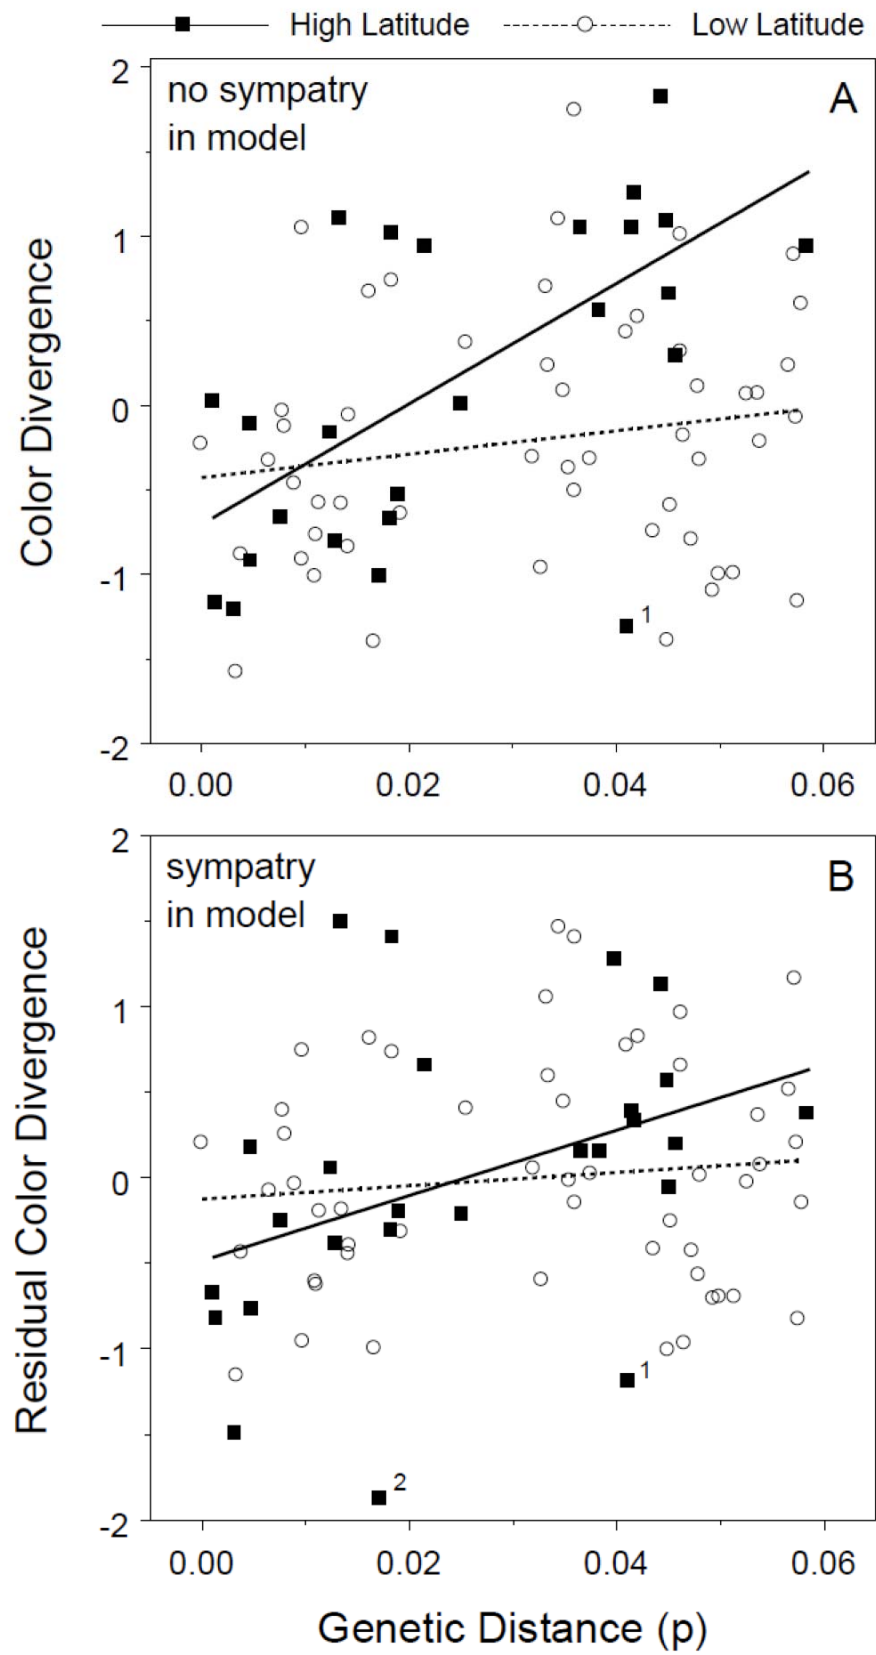 High Latitude Low Latitude
no sympatry
in model
A
2
1
0
-1
-2
Color Divergence
1
0.00 0.02 0.04 0.06
sympatry
in model
B
2
1
0
-1
-2
Residual Color Divergence
1
2
0.00 0.02 0.04 0.06
Genetic Distance (p)